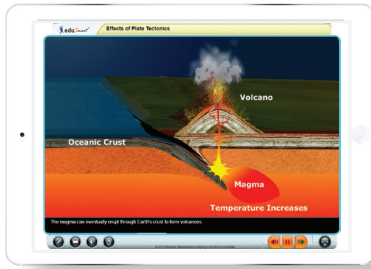 eduSmart
Effects of Plate Tectonics
Volcano
Oceanic Crust
Magma
Temperature Increases
The magma can eventually erupt through Earth's crust to form volcanoes.